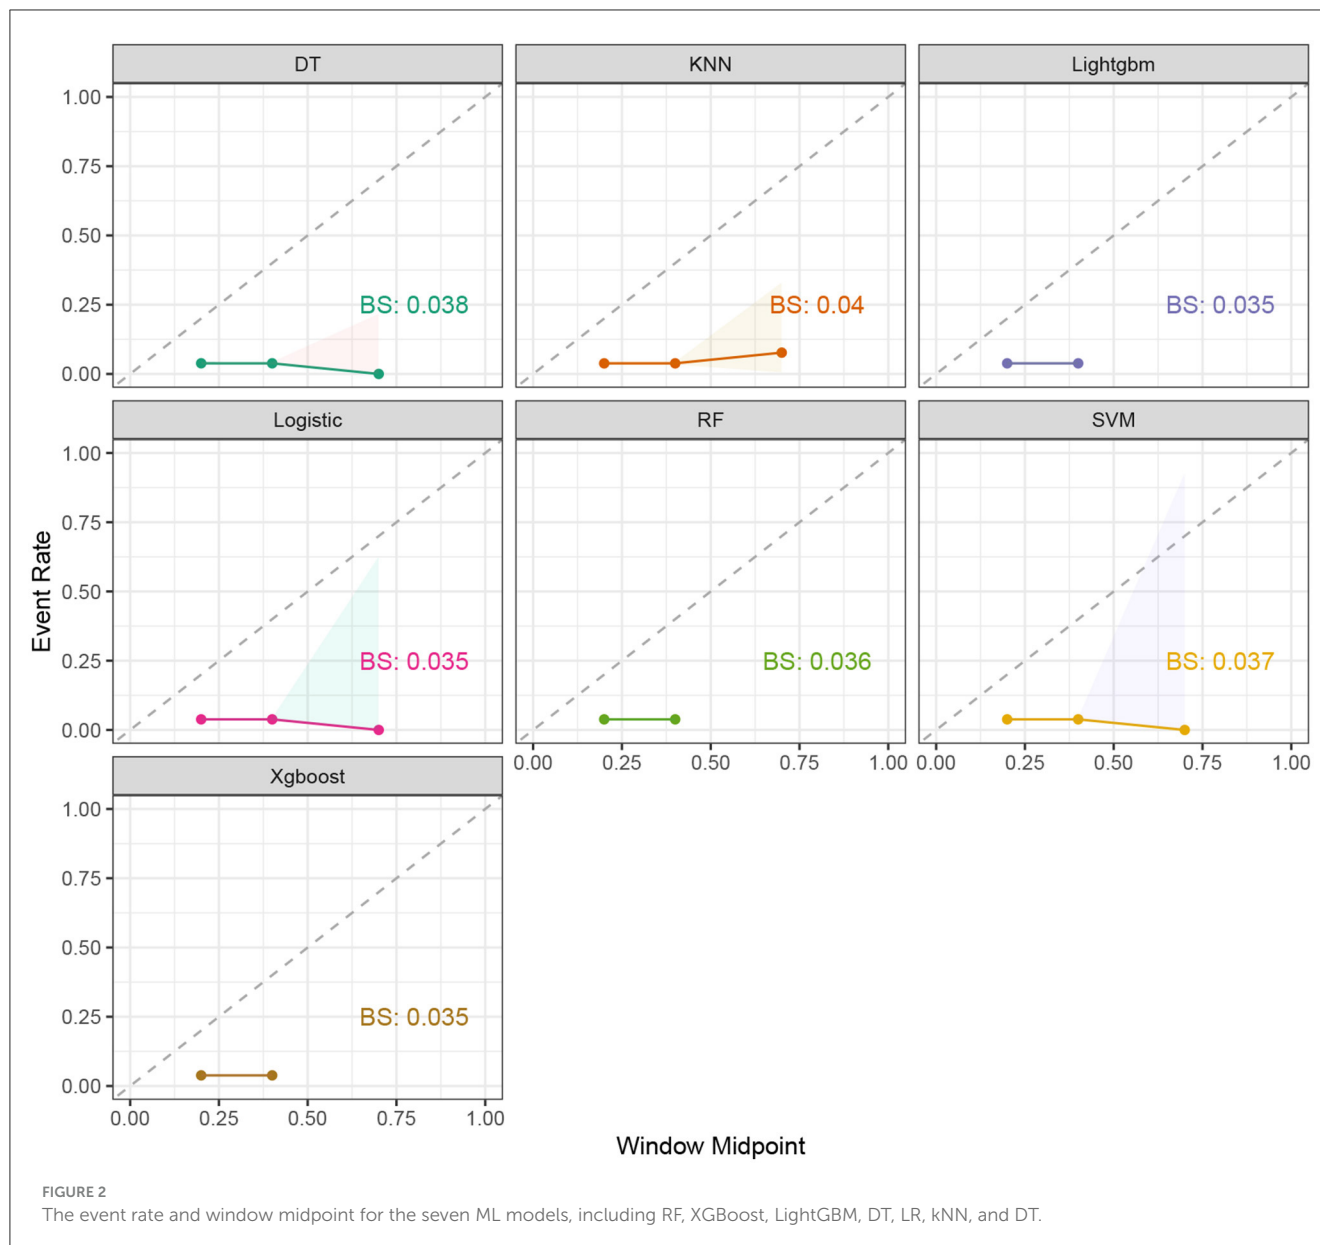 DT
KNN
Lightgbm
1.00
0.75
0.50
0.25
0.00
BS: 0.038
BS: 0.04
BS: 0.035
Logistic
RF
SVM
1.00
0.75
0.50
0.25
0.00
BS: 0.035
BS: 0.036
BS: 0.037
0.00 0.25 0.50 0.75 1.00
0.00 0.25 0.50 0.75 1.00
Xgboost
1.00
0.75
0.50
0.25
0.00
BS: 0.035
0.00 0.25 0.50 0.75 1.00
Event Rate
Window Midpoint
FIGURE 2
The event rate and window midpoint for the seven ML models, including RF, XGBoost, LightGBM, DT, LR, kNN, and DT.